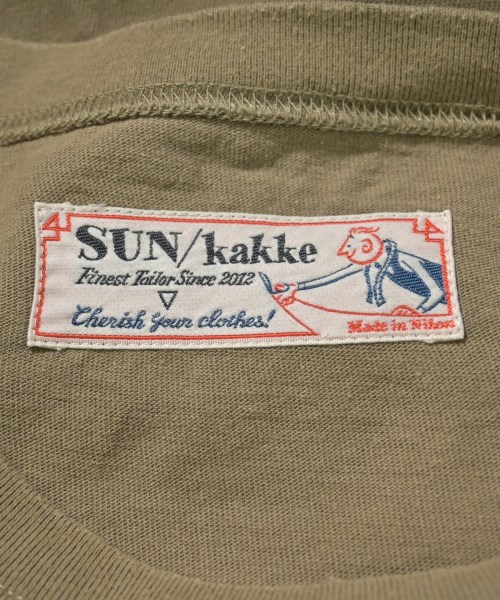 SUN/kakke
Finest Tailor Since 2012
Cherish your clothes!
Made in Nihon